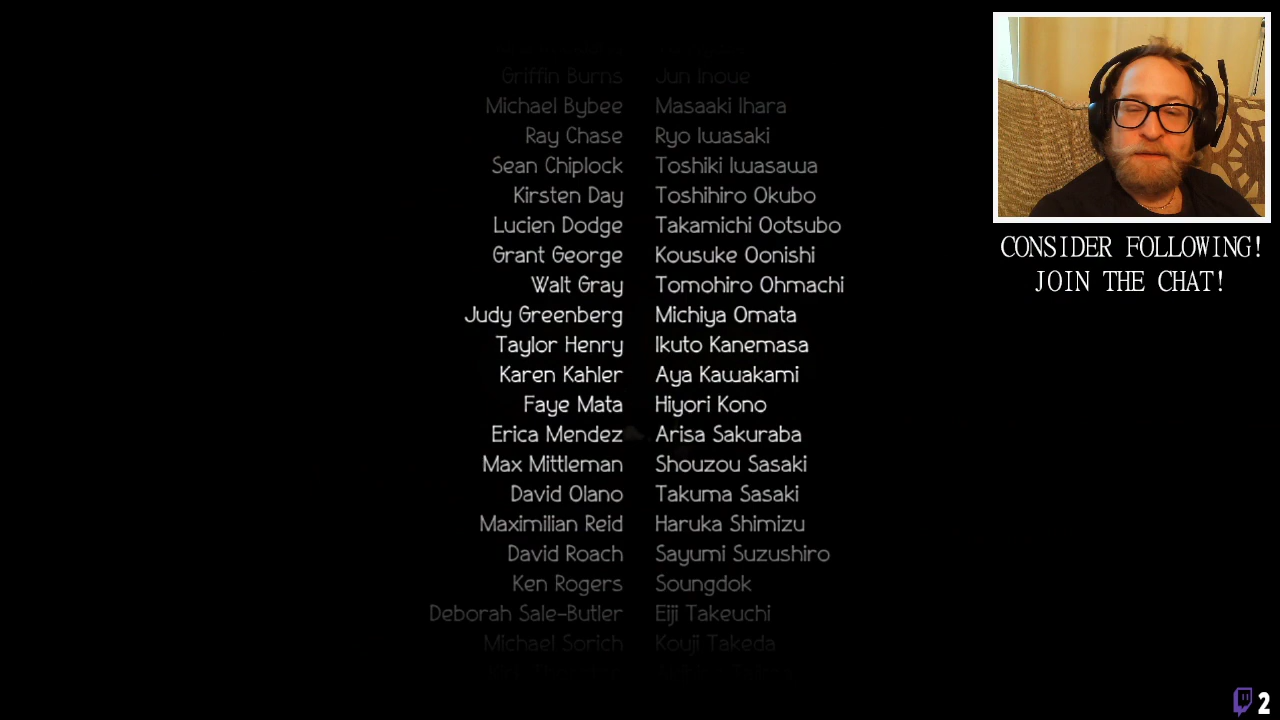 Griffin Burns Jun Inoue
Michael Bybee Masaaki Ihara
Ray Chase Ryo Iwasaki
Sean Chiplock Toshiki Iwasawa
Kirsten Day Toshihiro Okubo
Lucien Dodge Takamichi Ootsubo
Grant George Kousuke Oonishi
Walt Gray Tomohiro Ohmachi
Judy Greenberg Michiya Omata
Taylor Henry Ikuto Kanemasa
Karen Kahler Aya Kawakami
Faye Mata Hiyori Kono
Erica Mendez Arisa Sakuraba
Max Mittleman Shouzou Sasaki
David Olano Takuma Sasaki
Maximilian Reid Haruka Shimizu
David Roach Sayumi Suzushiro
Ken Rogers Soungdok
Deborah Sale-Butler Eiji Takeuchi
Michael Sorich Kouji Takeda
CONSIDER FOLLOWING!
JOIN THE CHAT!
2